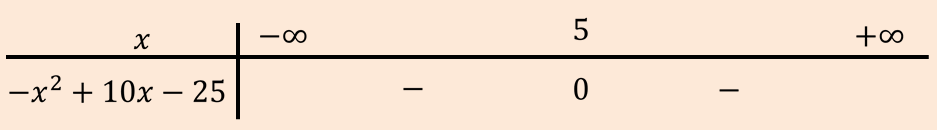 x −∞ 5 +∞
−x² + 10x − 25 − 0 −